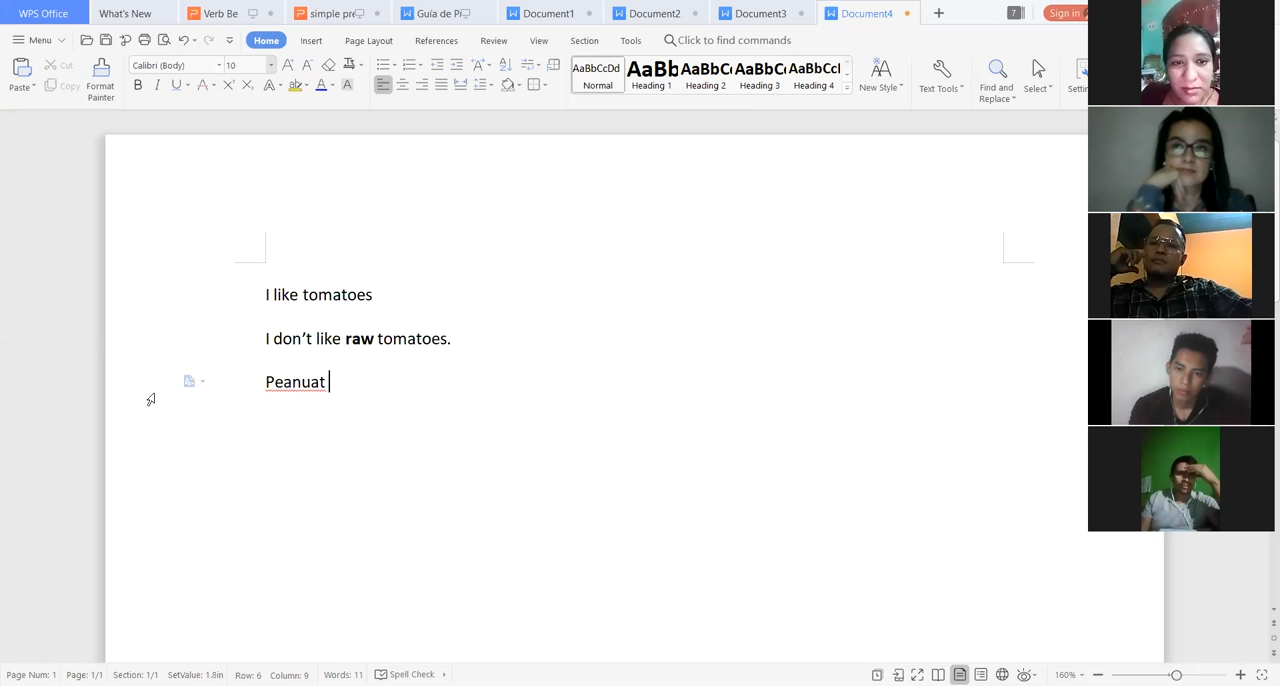 WPS Office What's New Verb Be simple pre Guía de Pi Document1 Document2 Document3 Document4 7 Sign in
Menu Home Insert Page Layout References Review View Section Tools Click to find commands
Paste Cut Copy Format Painter Calibri (Body) 10 AaBbCcDd Normal AaBb Heading 1 AaBbC Heading 2 AaBbC Heading 3 AaBbCcI Heading 4 New Style Text Tools Find and Replace Select
I like tomatoes
I don't like raw tomatoes.
Peanuat
Page Num: 1 Page: 1/1 Section: 1/1 SetValue: 1.8in Row: 6 Column: 9 Words: 11 Spell Check 160%